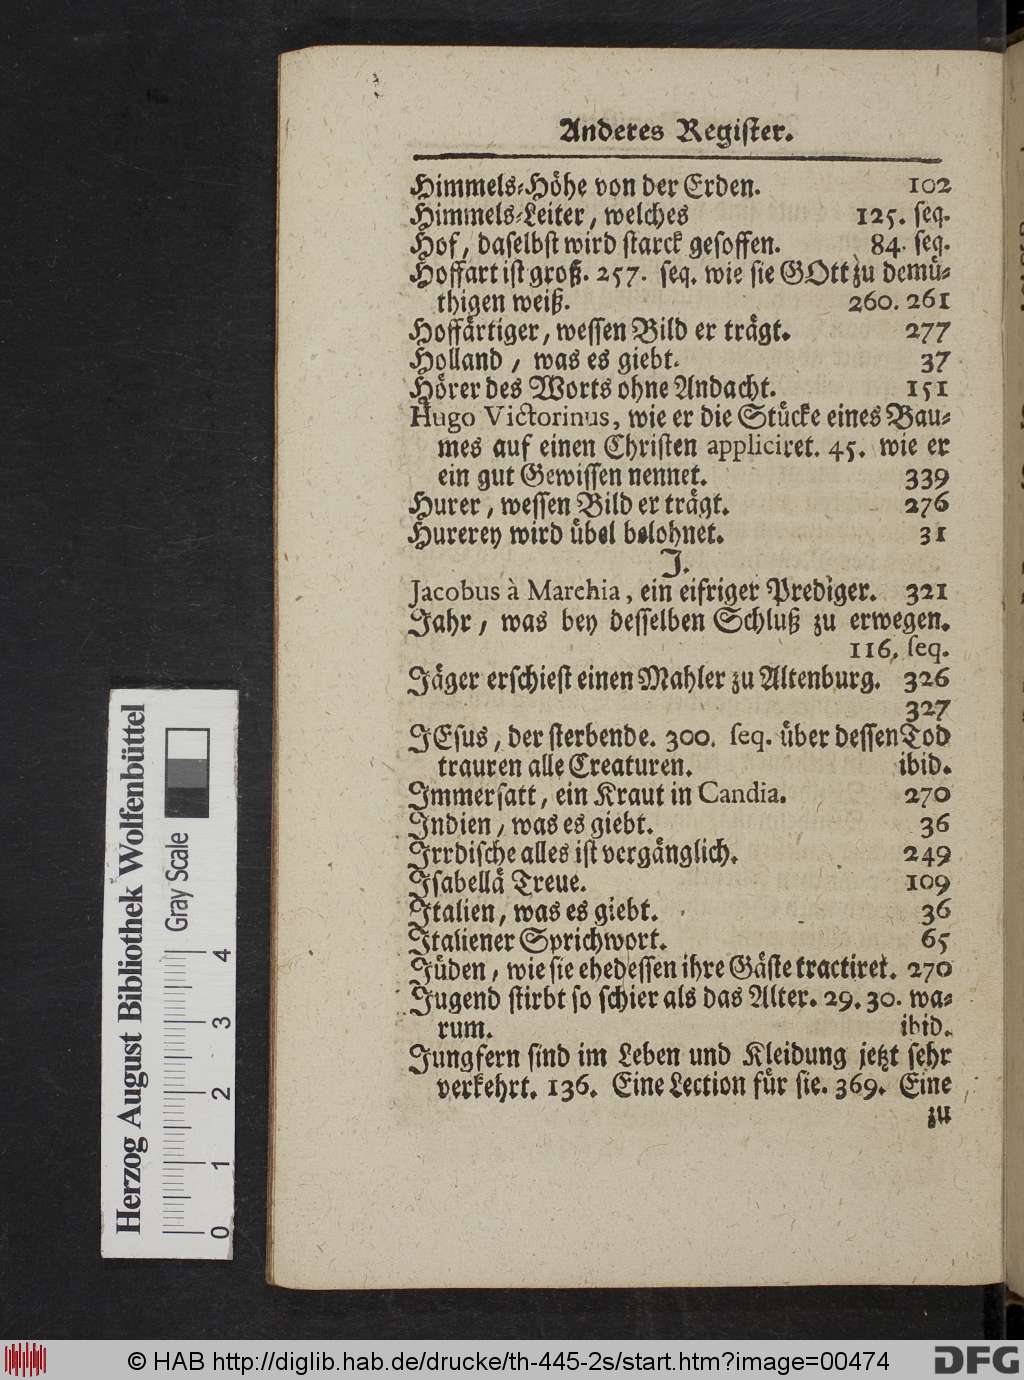 Anderes Register.
Himmels-Höhe von der Erden. 102
Himmels-Leiter, welches 125. seq.
Hof, daselbst wird starck gesoffen. 84. seq.
Hoffart ist groß. 257. seq. wie sie GOtt zu demü-
thigen weiß. 260. 261
Hoffärtiger, wessen Bild er trägt. 277
Holland, was es giebt. 37
Hörer des Worts ohne Andacht. 151
Hugo Victorinus, wie er die Stücke eines Bau-
mes auf einen Christen appliciret. 45. wie er
ein gut Gewissen nennet. 339
Hurer, wessen Bild er trägt. 276
Hurerey wird übel belohnet. 31
J.
Jacobus à Marchia, ein eifriger Prediger. 321
Jahr, was bey desselben Schluß zu erwegen.
116. seq.
Jäger erschiest einen Mahler zu Altenburg. 326
327
JEsus, der sterbende. 300. seq. über dessen Tod
trauren alle Creaturen. ibid.
Immersatt, ein Kraut in Candia. 270
Indien, was es giebt. 36
Irrdische alles ist vergänglich. 249
Isabellä Treue. 109
Italien, was es giebt. 36
Italiener Sprichwort. 65
Jüden, wie sie ehedessen ihre Gäste tractiret. 270
Jugend stirbt so schier als das Alter. 29. 30. wa-
rum. ibid.
Jungfern sind im Leben und Kleidung jetzt sehr
verkehrt. 136. Eine Lection für sie. 369. Eine
zu
Herzog August Bibliothek Wolfenbüttel
Gray Scale
0 1 2 3 4
© HAB http://diglib.hab.de/drucke/th-445-2s/start.htm?image=00474
DFG